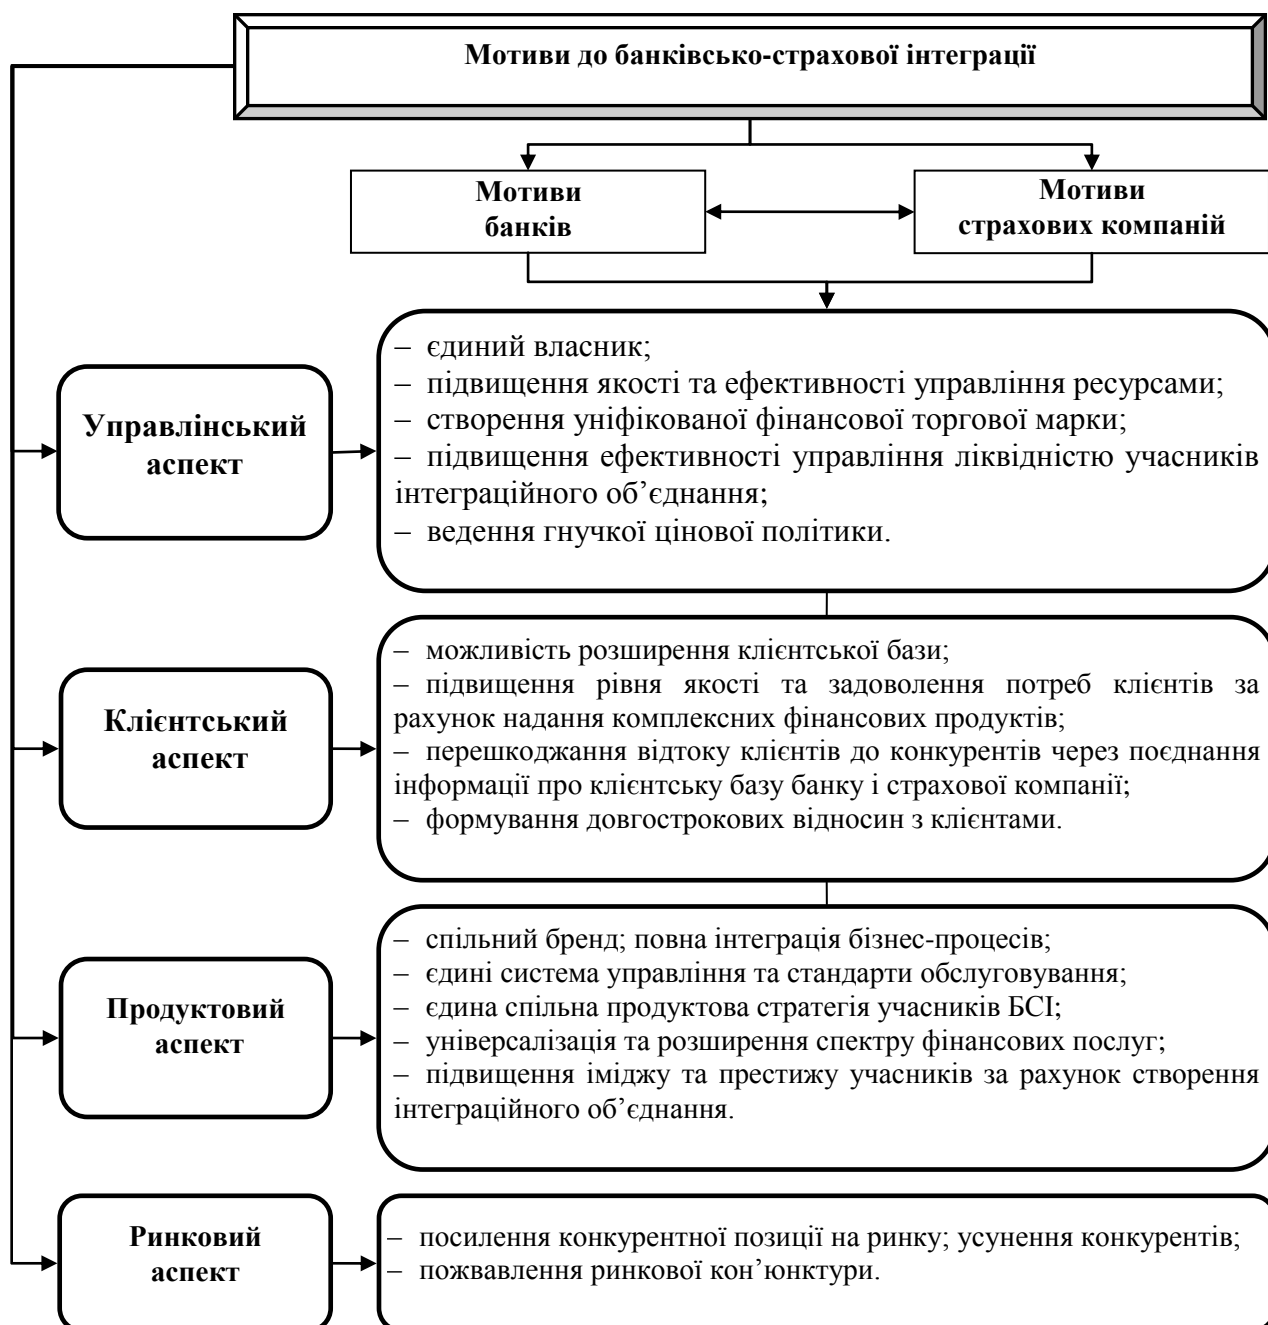 Мотиви до банківсько-страхової інтеграції
Мотиви
банків
Мотиви
страхових компаній
Управлінський
аспект
– єдиний власник;
– підвищення якості та ефективності управління ресурсами;
– створення уніфікованої фінансової торгової марки;
– підвищення ефективності управління ліквідністю учасників
інтеграційного об’єднання;
– ведення гнучкої цінової політики.
Клієнтський
аспект
– можливість розширення клієнтської бази;
– підвищення рівня якості та задоволення потреб клієнтів за
рахунок надання комплексних фінансових продуктів;
– перешкоджання відтоку клієнтів до конкурентів через поєднання
інформації про клієнтську базу банку і страхової компанії;
– формування довгострокових відносин з клієнтами.
Продуктовий
аспект
– спільний бренд; повна інтеграція бізнес-процесів;
– єдині система управління та стандарти обслуговування;
– єдина спільна продуктова стратегія учасників БСІ;
– універсалізація та розширення спектру фінансових послуг;
– підвищення іміджу та престижу учасників за рахунок створення
інтеграційного об’єднання.
Ринковий
аспект
– посилення конкурентної позиції на ринку; усунення конкурентів;
– пожвавлення ринкової кон’юнктури.